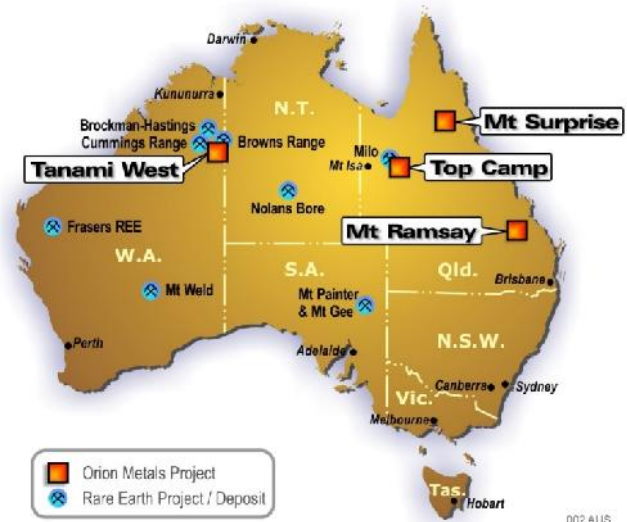 Darwin
Kununurra
N.T.
Brockman-Hastings
Cummings Range
Browns Range
Tanami West
Milo
Mt Isa
Mt Surprise
Top Camp
Nolans Bore
Mt Ramsay
Frasers REE
W.A.
S.A.
Qld.
Mt Weld
Mt Painter
& Mt Gee
Brisbane
N.S.W.
Perth
Adelaide
Canberra
Sydney
Vic.
Melbourne
Orion Metals Project
Rare Earth Project / Deposit
Tas.
Hobart
002 AUS